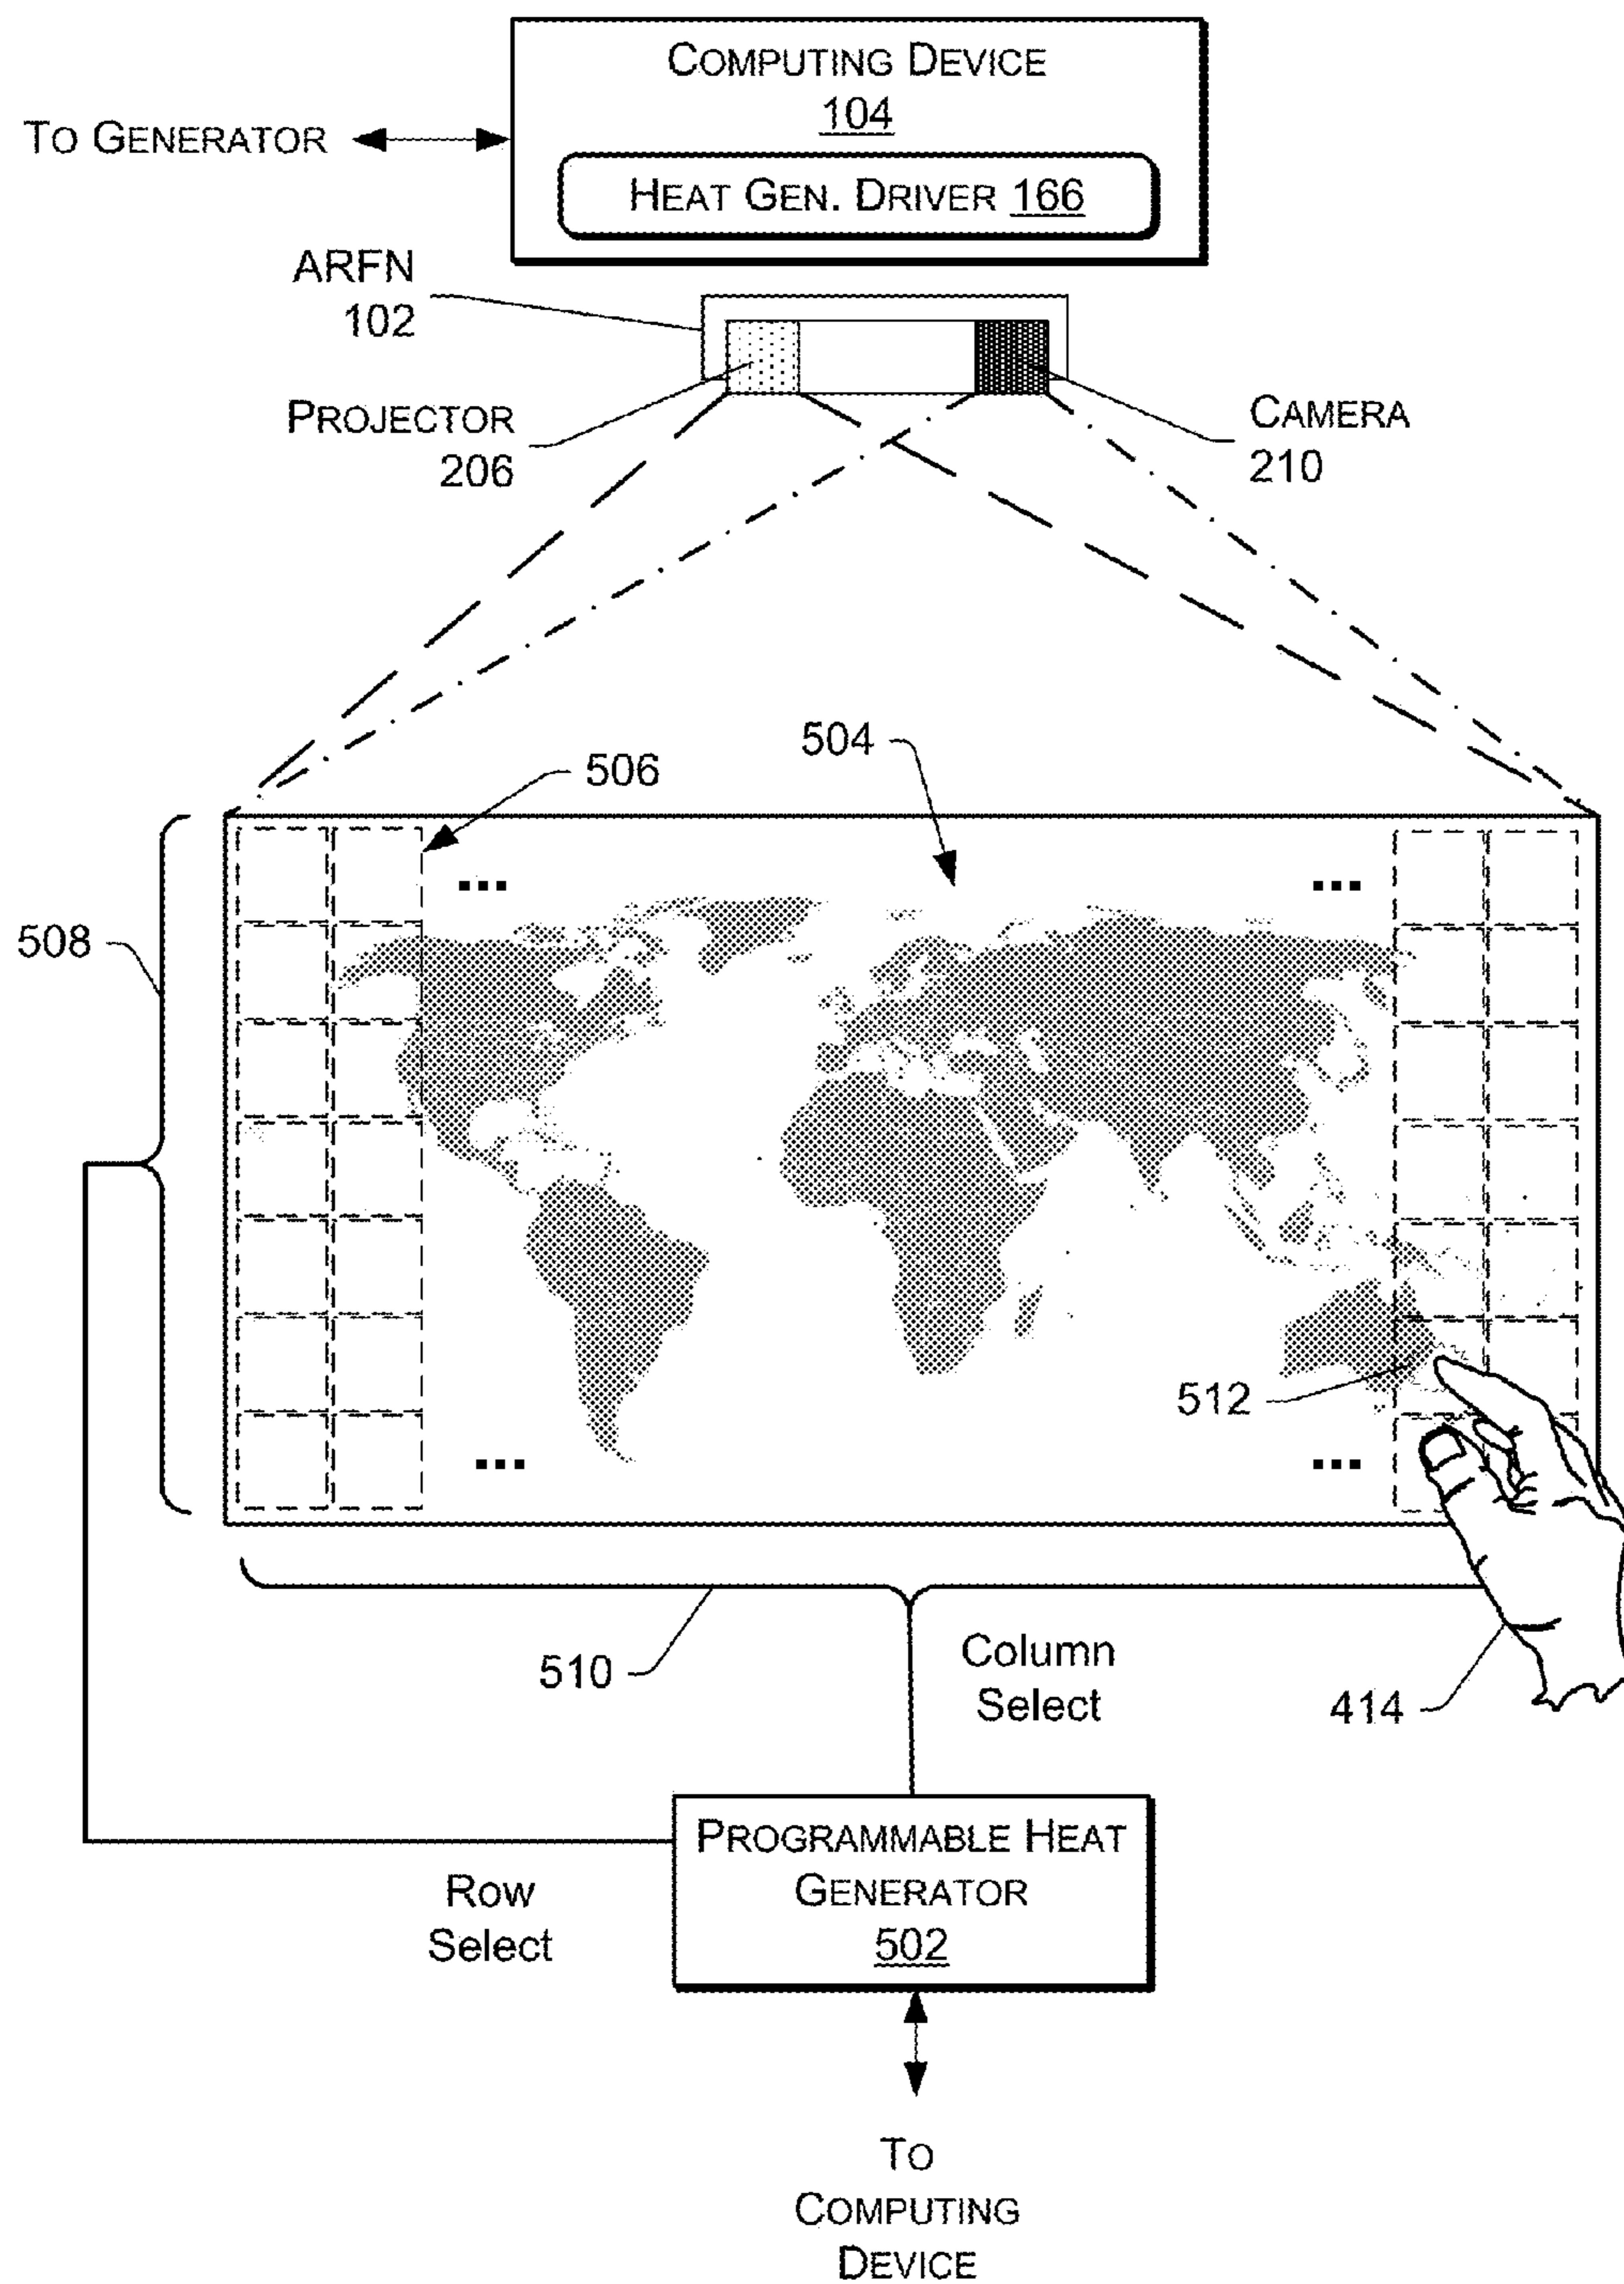 COMPUTING DEVICE
104
TO GENERATOR
HEAT GEN. DRIVER 166
ARFN
102
PROJECTOR
206
CAMERA
210
504
506
...
...
508
512
...
...
510
Column
Select
414
PROGRAMMABLE HEAT
GENERATOR
502
Row
Select
TO
COMPUTING
DEVICE